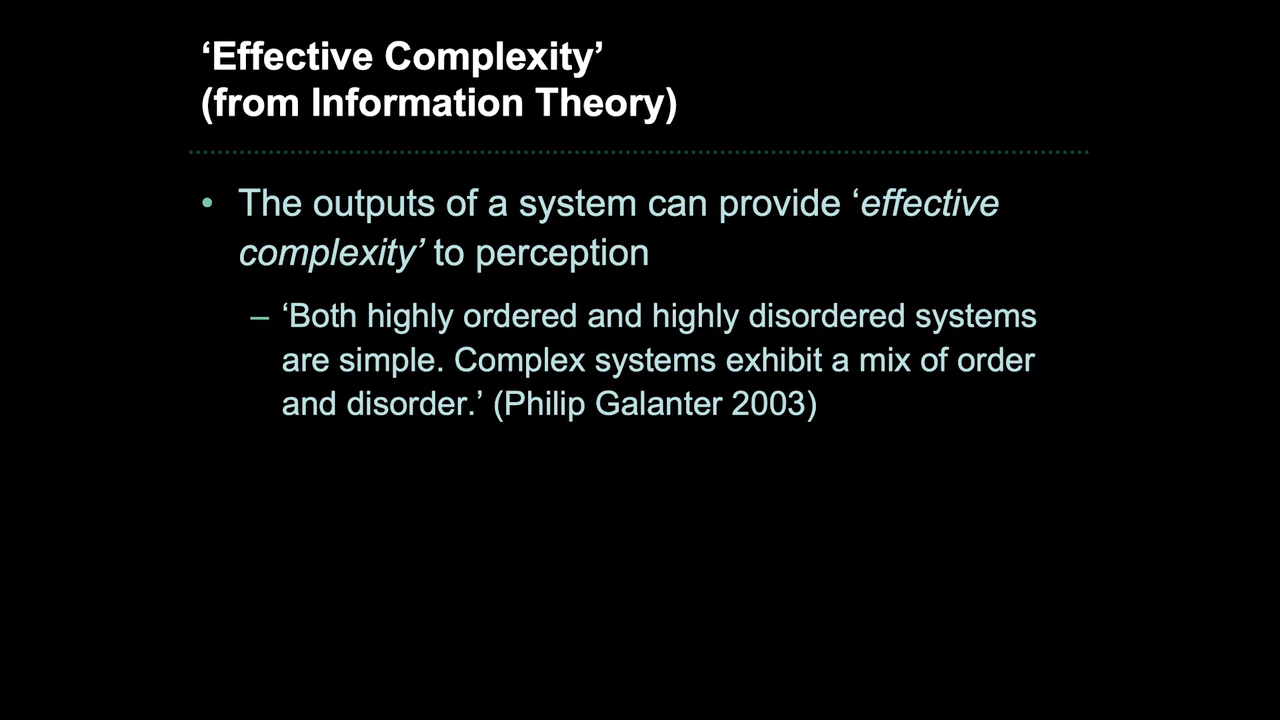 ‘Effective Complexity’
(from Information Theory)
• The outputs of a system can provide ‘effective
complexity’ to perception
– ‘Both highly ordered and highly disordered systems
are simple. Complex systems exhibit a mix of order
and disorder.’ (Philip Galanter 2003)